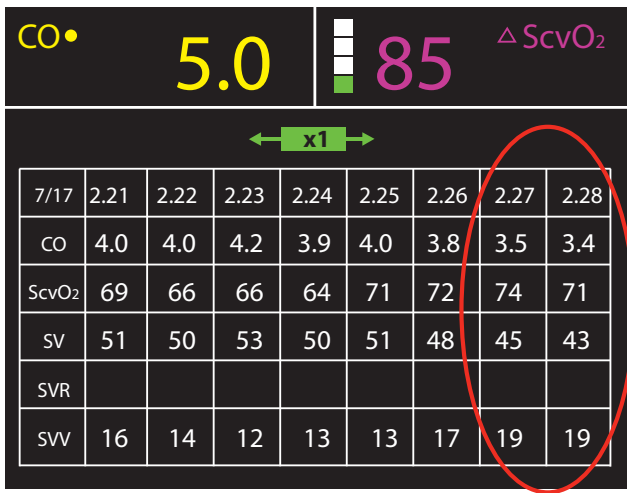 CO• 5.0 85 △ScvO₂
x1
7/17 2.21 2.22 2.23 2.24 2.25 2.26 2.27 2.28
CO 4.0 4.0 4.2 3.9 4.0 3.8 3.5 3.4
ScvO₂ 69 66 66 64 71 72 74 71
SV 51 50 53 50 51 48 45 43
SVR
SVV 16 14 12 13 13 17 19 19